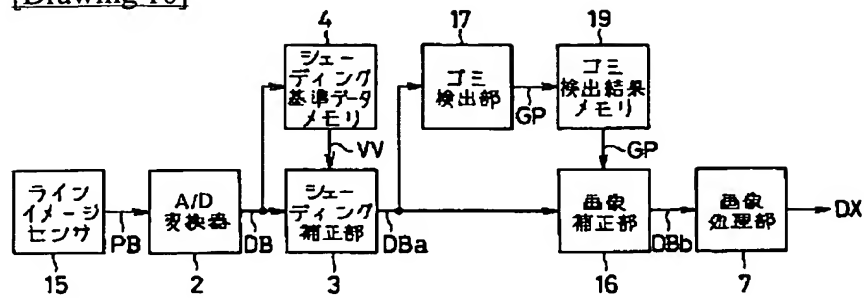 [Drawing 10]
4
17
19
シェー
ディング
基準データ
メモリ
ゴミ
検出部
GP
ゴミ
検出結果
メモリ
VV
GP
ライン
イメージ
センサ
PB
A/D
変換器
DB
シェー
ディング
補正部
DBa
画像
補正部
DBb
画像
処理部
DX
15
2
3
16
7